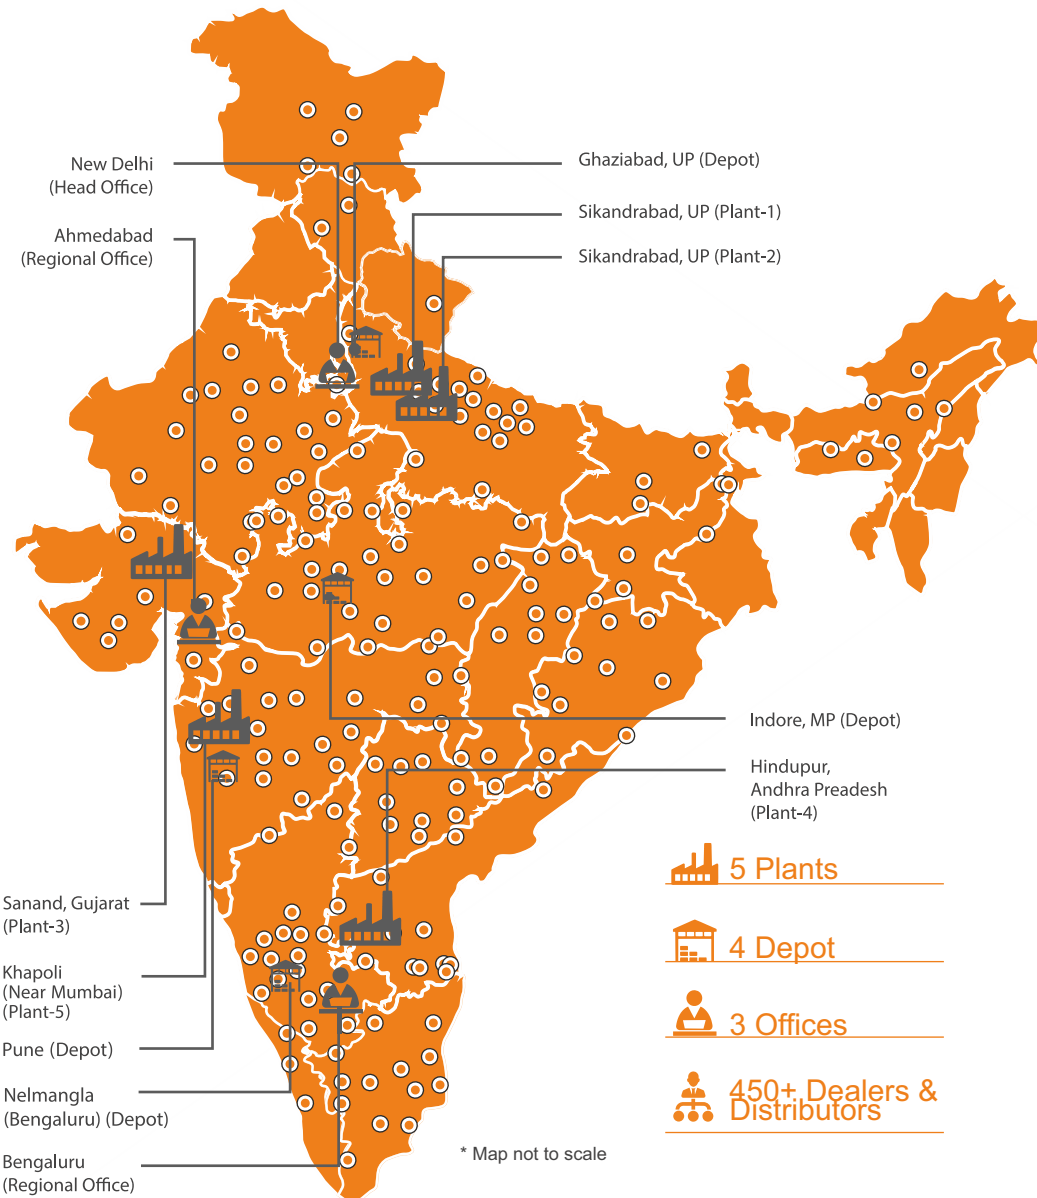 New Delhi
(Head Office)
Ahmedabad
(Regional Office)
Ghaziabad, UP (Depot)
Sikandrabad, UP (Plant-1)
Sikandrabad, UP (Plant-2)
Indore, MP (Depot)
Hindupur,
Andhra Preadesh
(Plant-4)
5 Plants
4 Depot
3 Offices
450+ Dealers &
Distributors
Sanand, Gujarat
(Plant-3)
Khapoli
(Near Mumbai)
(Plant-5)
Pune (Depot)
Nelmangla
(Bengaluru) (Depot)
Bengaluru
(Regional Office)
* Map not to scale